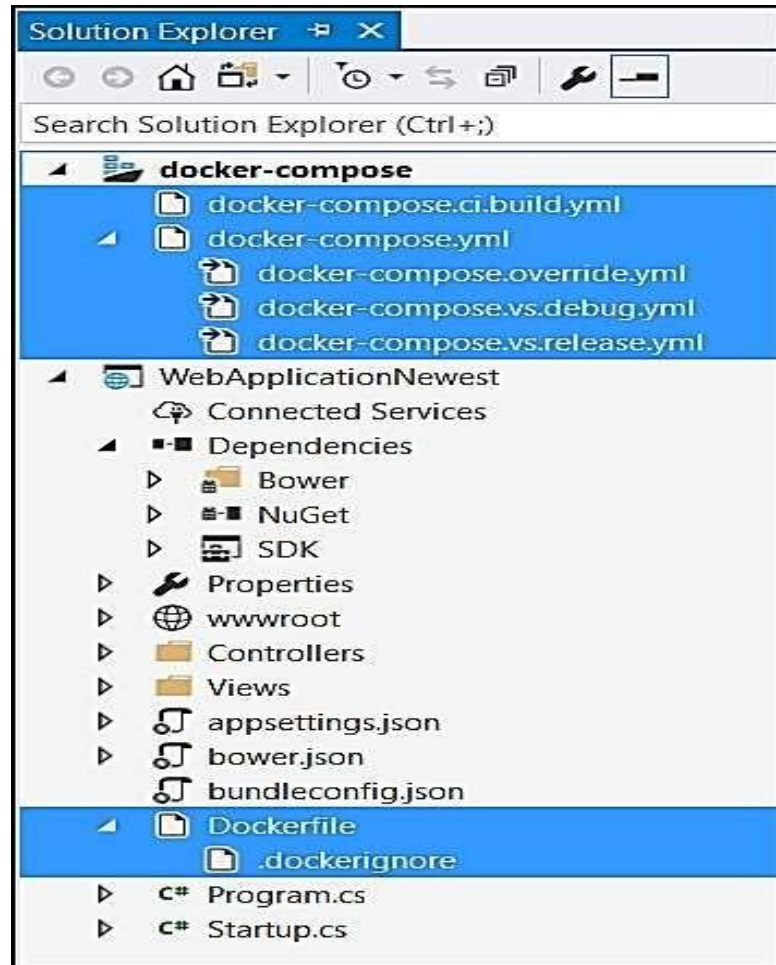 Solution Explorer
Search Solution Explorer (Ctrl+;)
docker-compose
docker-compose.ci.build.yml
docker-compose.yml
docker-compose.override.yml
docker-compose.vs.debug.yml
docker-compose.vs.release.yml
WebApplicationNewest
Connected Services
Dependencies
Bower
NuGet
SDK
Properties
wwwroot
Controllers
Views
appsettings.json
bower.json
bundleconfig.json
Dockerfile
.dockerignore
C# Program.cs
C# Startup.cs